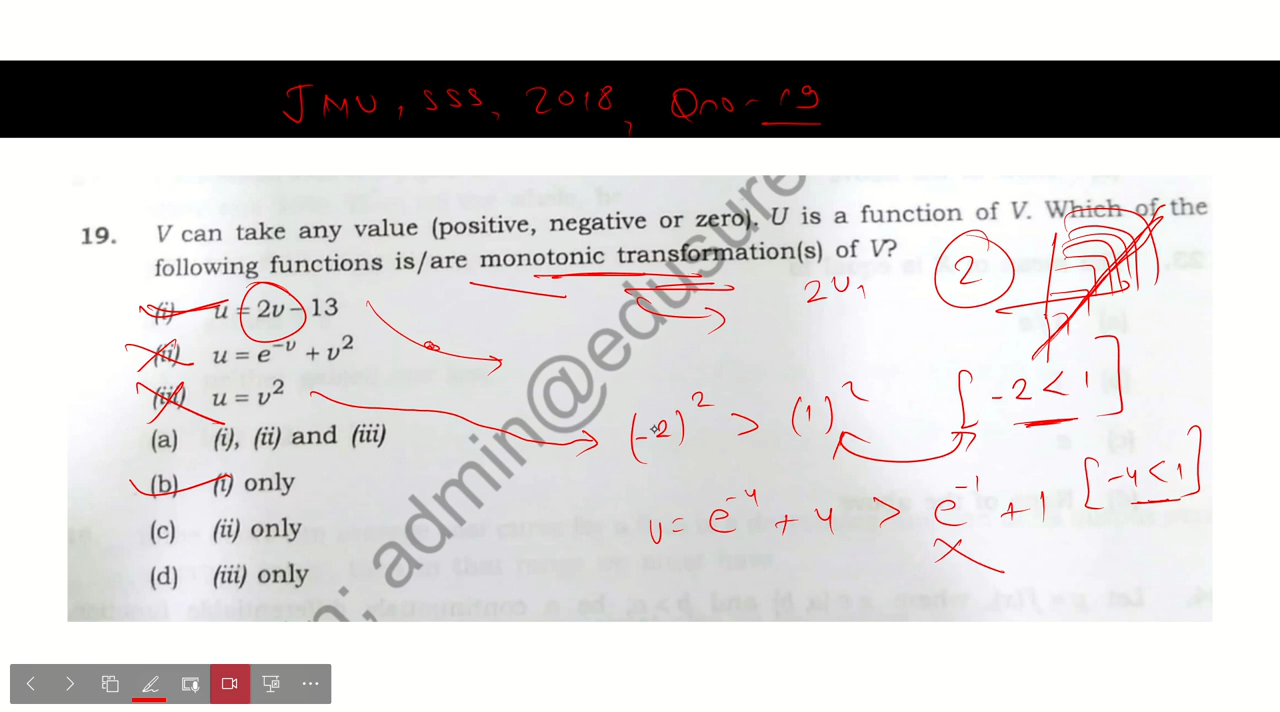 JMU, SSS, 2018, Qno-19
19. V can take any value (positive, negative or zero). U is a function of V. Which of the
following functions is/are monotonic transformation(s) of V?
(i) u = 2v – 13
(ii) u = e^{-v} + v^2
(iii) u = v^2
(a) (i), (ii) and (iii)
(b) (i) only
(c) (ii) only
(d) (iii) only
2
(-2)^2 > (1)^2 [-2 < 1]
e^{-4} + 4 > e^{-1} + 1 [-4 < 1]
admin@edusure